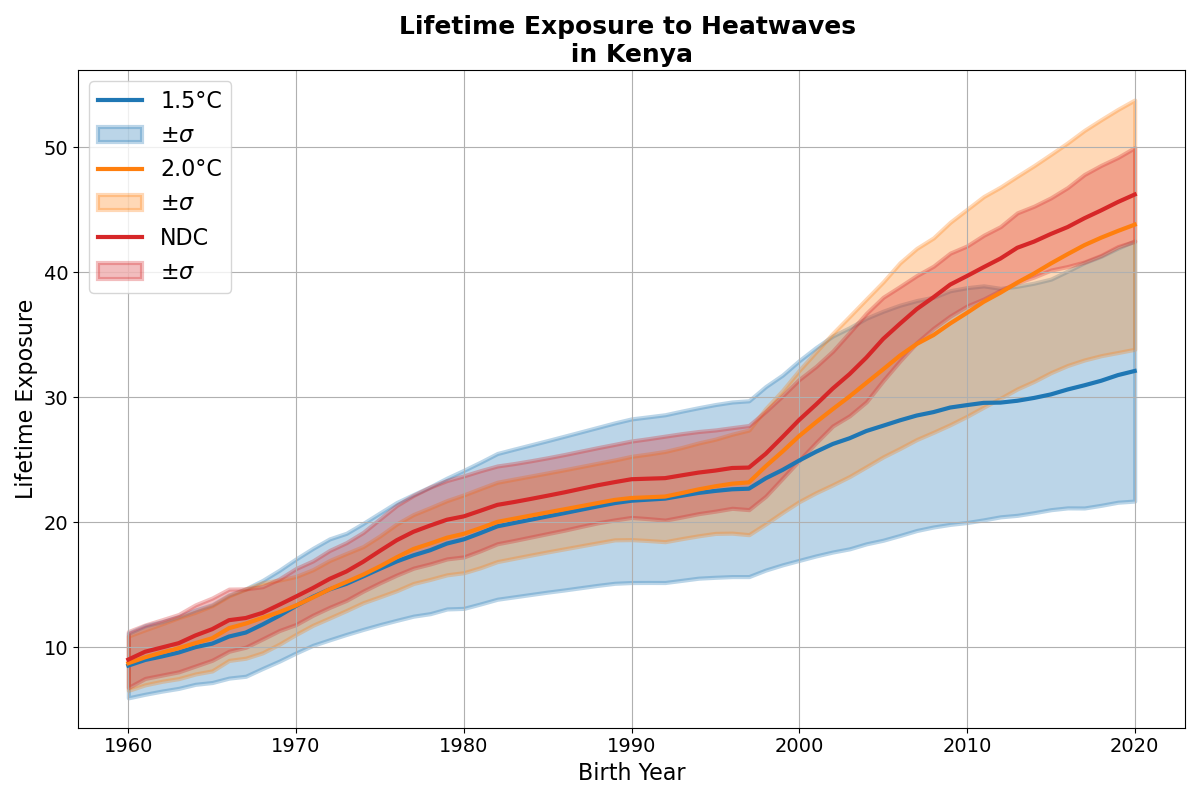 Lifetime Exposure to Heatwaves
in Kenya
1.5°C
±σ
2.0°C
±σ
NDC
±σ
Lifetime Exposure
50
40
30
20
10
1960 1970 1980 1990 2000 2010 2020
Birth Year